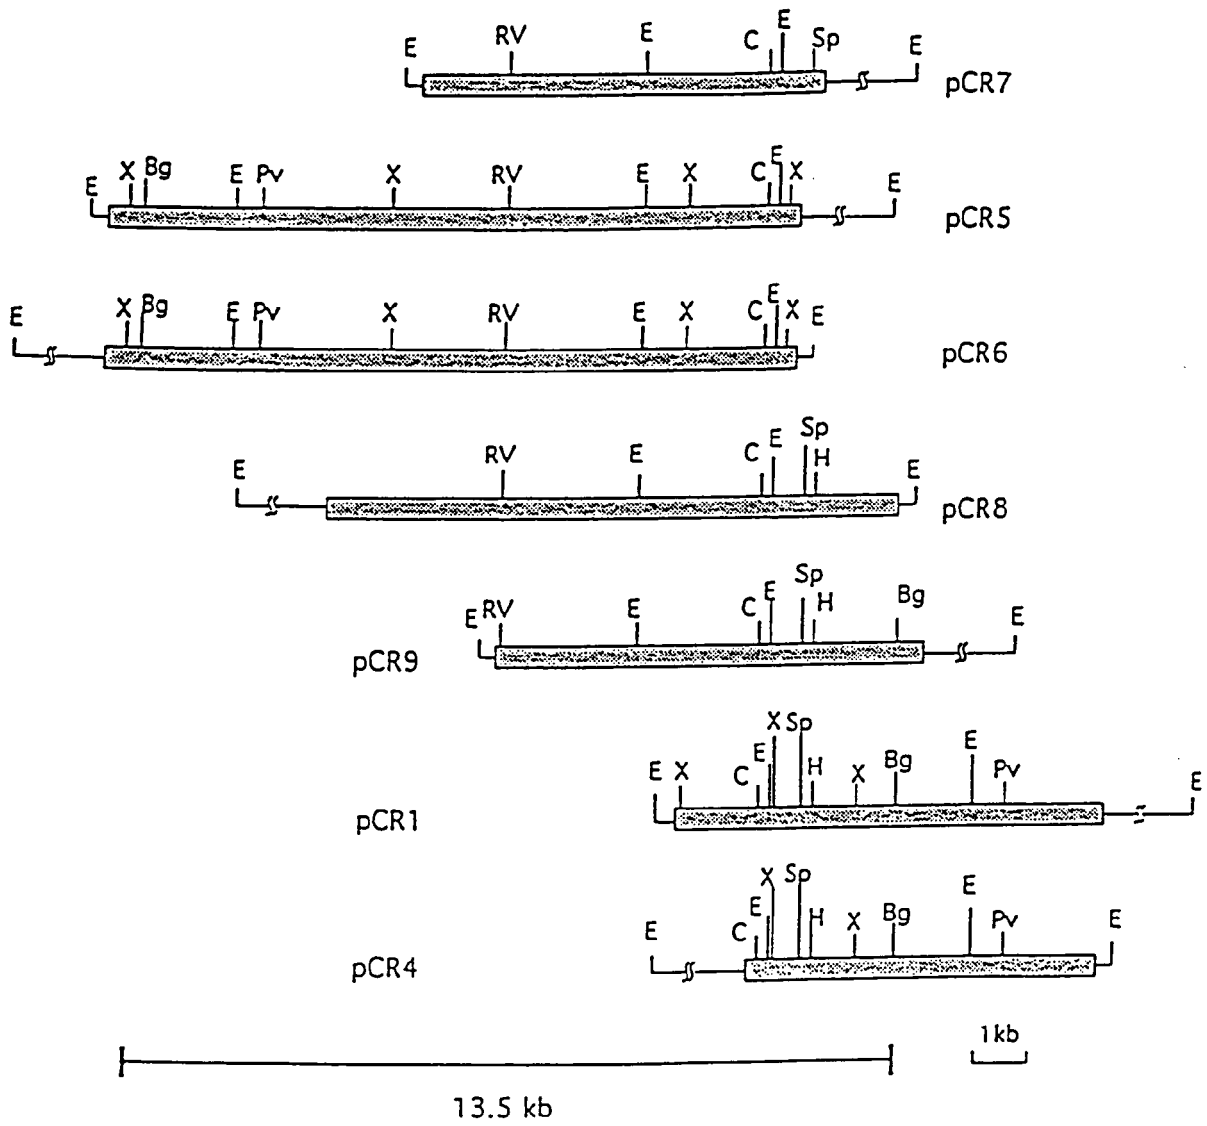 E RV E C E Sp E pCR7
E X Bg E Pv X RV E X C E X E pCR5
E X Bg E Pv X RV E X C E X E pCR6
E RV E C E Sp H E pCR8
E RV E C E Sp H Bg E pCR9
E X C E X Sp H X Bg E Pv E pCR1
E C E X Sp H X Bg E Pv E pCR4
13.5 kb 1kb